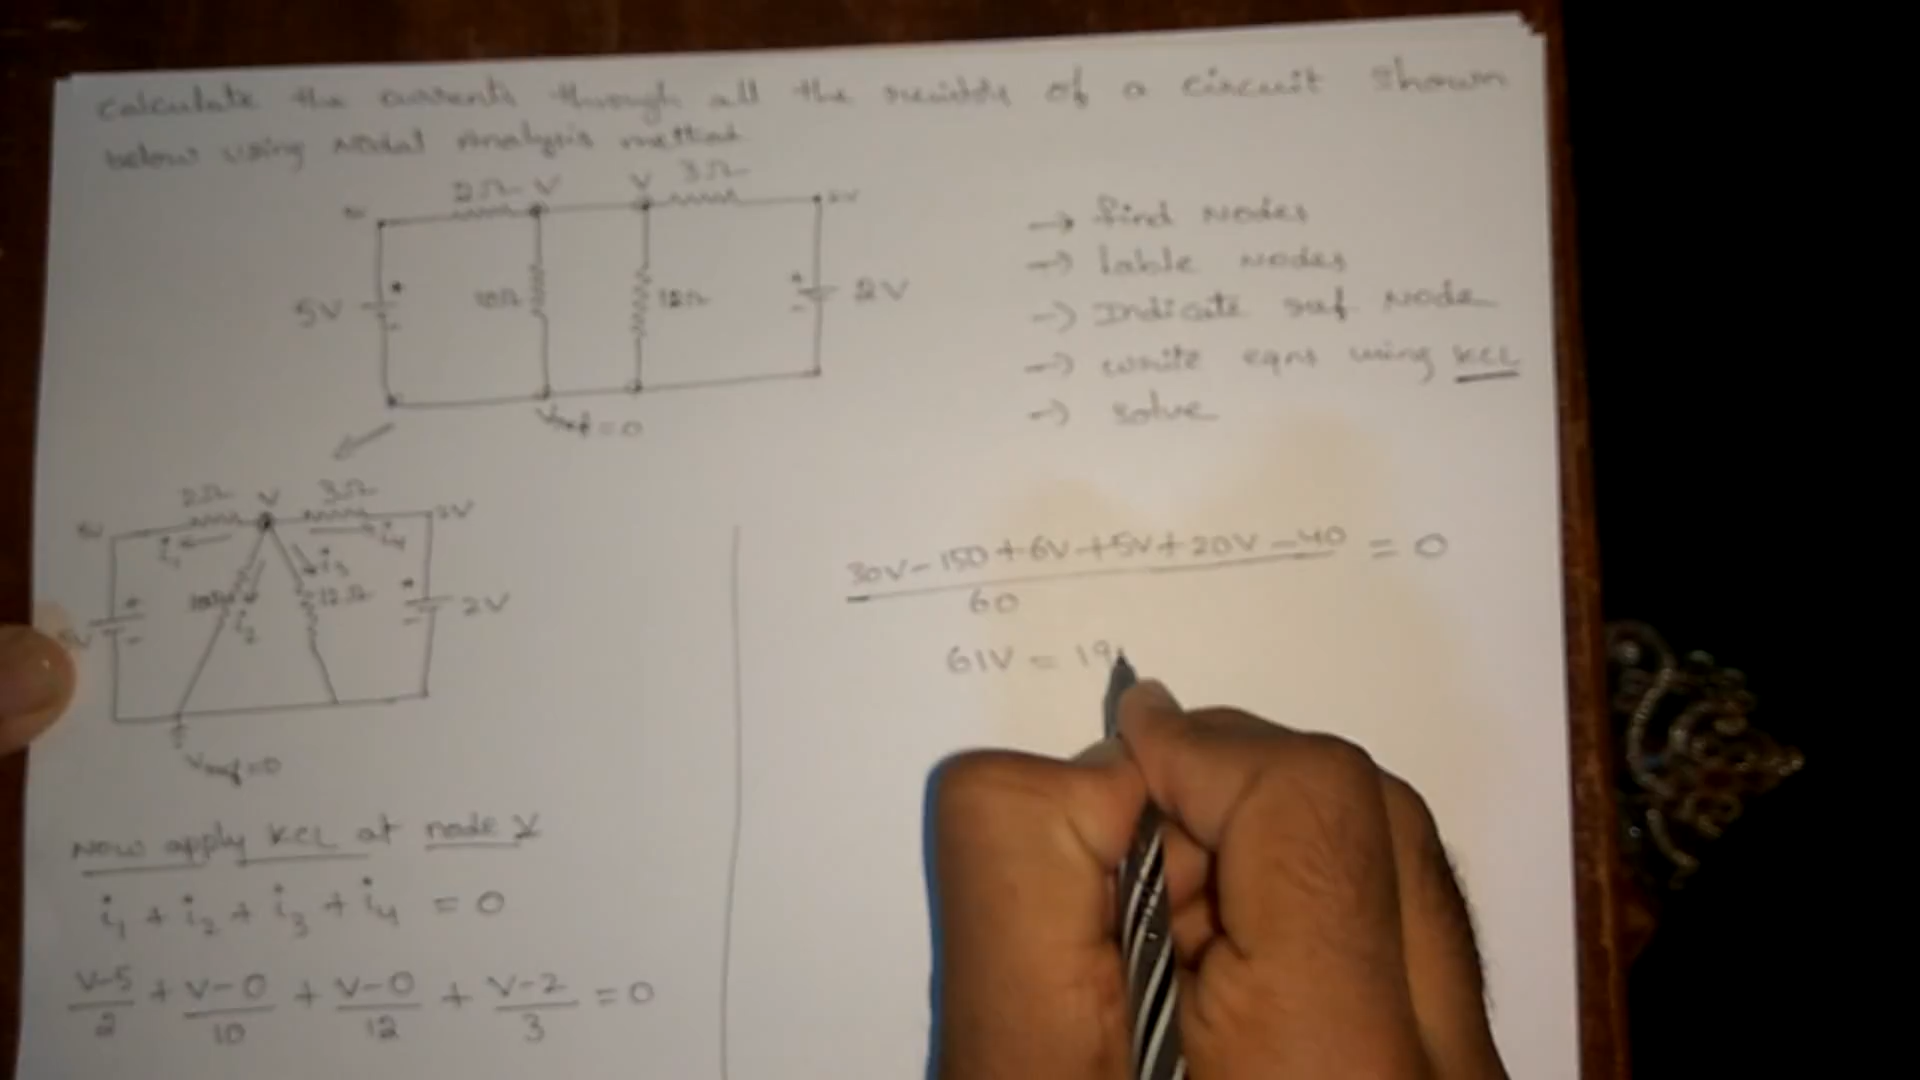 calculate the currents through all the resistors of a circuit shown
below using Nodal Analysis method
2Ω V V 3Ω 2V
5V + - 10Ω 12Ω + - 2V
Vref = 0
→ find Nodes
→ lable Nodes
→ Indicate ref Node
→ write eqns using KCL
→ solve
5V 2Ω V 3Ω 2V
i1 i4
i3
10Ω i2 12Ω
5V + - + - 2V
Vref=0
Now apply KCL at node V
i1 + i2 + i3 + i4 = 0
V-5/2 + V-0/10 + V-0/12 + V-2/3 = 0
30V-150+6V+5V+20V-40/60 = 0
61V = 19